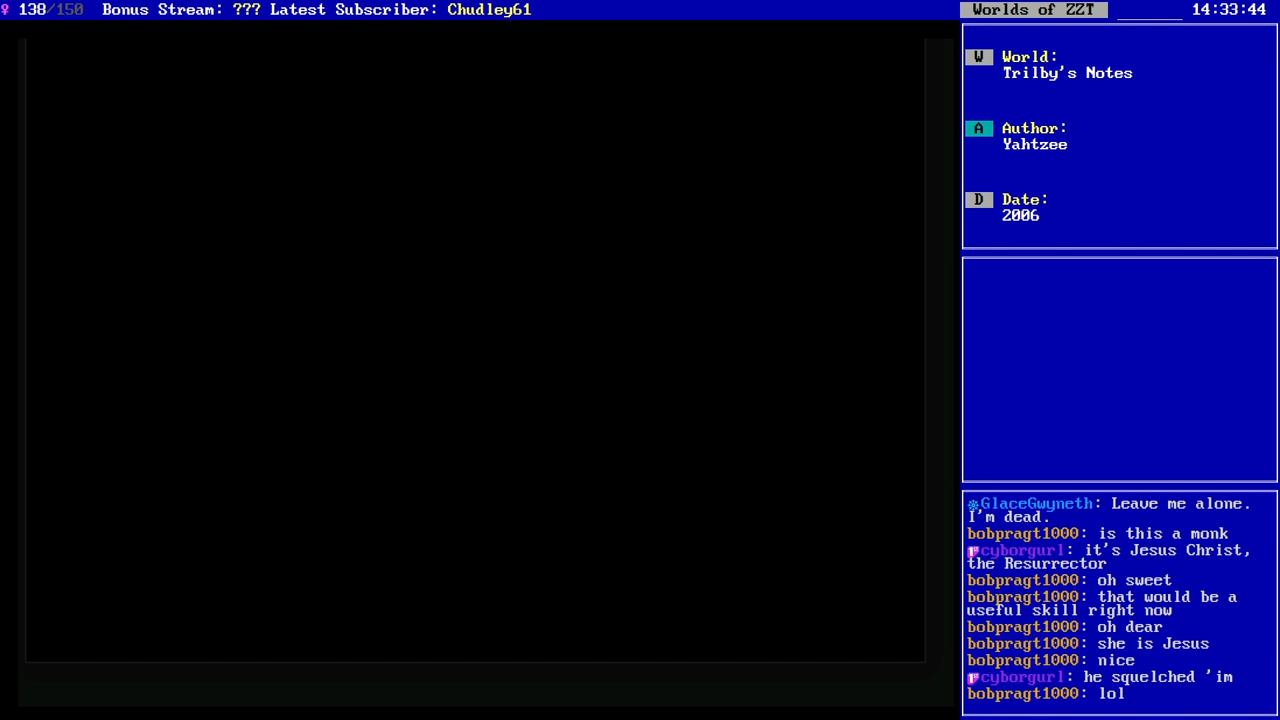 ♀ 138/150 Bonus Stream: ??? Latest Subscriber: Chudley61
Worlds of ZZT 14:33:44
W World:
Trilby's Notes
A Author:
Yahtzee
D Date:
2006
GlaceGwyneth: Leave me alone.
I'm dead.
bobpragt1000: is this a monk
cyborgurl: it's Jesus Christ,
the Resurrector
bobpragt1000: oh sweet
bobpragt1000: that would be a
useful skill right now
bobpragt1000: oh dear
bobpragt1000: she is Jesus
bobpragt1000: nice
cyborgurl: he squelched 'im
bobpragt1000: lol